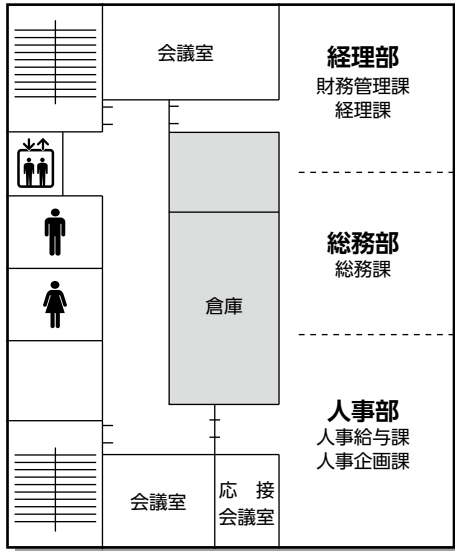 会議室
経理部
財務管理課
経理課
総務部
総務課
倉庫
人事部
人事給与課
人事企画課
会議室
応 接
会議室